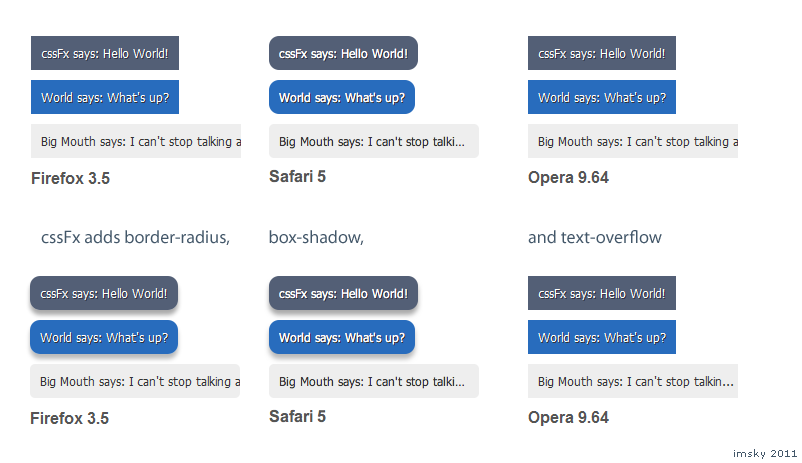 cssFx says: Hello World!
World says: What's up?
Big Mouth says: I can't stop talking a
Firefox 3.5
cssFx says: Hello World!
World says: What's up?
Big Mouth says: I can't stop talki...
Safari 5
cssFx says: Hello World!
World says: What's up?
Big Mouth says: I can't stop talking a
Opera 9.64
cssFx adds border-radius, box-shadow, and text-overflow
cssFx says: Hello World!
World says: What's up?
Big Mouth says: I can't stop talking a
Firefox 3.5
cssFx says: Hello World!
World says: What's up?
Big Mouth says: I can't stop talki...
Safari 5
cssFx says: Hello World!
World says: What's up?
Big Mouth says: I can't stop talkin...
Opera 9.64
imsky 2011